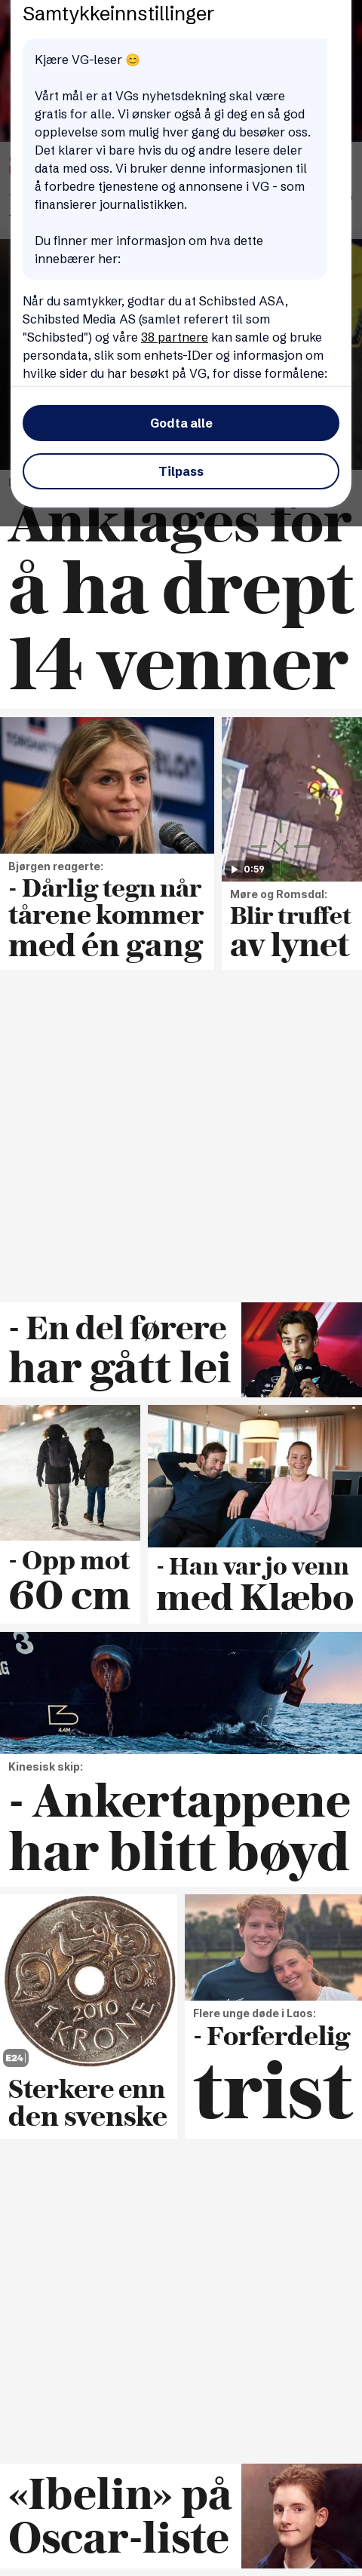 Samtykkeinnstillinger
Kjære VG-leser 😊
Vårt mål er at VGs nyhetsdekning skal være
gratis for alle. Vi ønsker også å gi deg en så god
opplevelse som mulig hver gang du besøker oss.
Det klarer vi bare hvis du og andre lesere deler
data med oss. Vi bruker denne informasjonen til
å forbedre tjenestene og annonsene i VG - som
finansierer journalistikken.
Du finner mer informasjon om hva dette
innebærer her:
Når du samtykker, godtar du at Schibsted ASA,
Schibsted Media AS (samlet referert til som
"Schibsted") og våre 38 partnere kan samle og bruke
persondata, slik som enhets-IDer og informasjon om
hvilke sider du har besøkt på VG, for disse formålene:
Godta alle
Tilpass
Anklages for
å ha drept
14 venner
Bjørgen reagerte:
- Dårlig tegn når
tårene kommer
med én gang
0:59
Møre og Romsdal:
Blir truffet
av lynet
- En del førere
har gått lei
- Opp mot
60 cm
- Han var jo venn
med Klæbo
3
4.4M
Kinesisk skip:
- Ankertappene
har blitt bøyd
2010
1 KRONE
E24
Sterkere enn
den svenske
Flere unge døde i Laos:
- Forferdelig
trist
«Ibelin» på
Oscar-liste